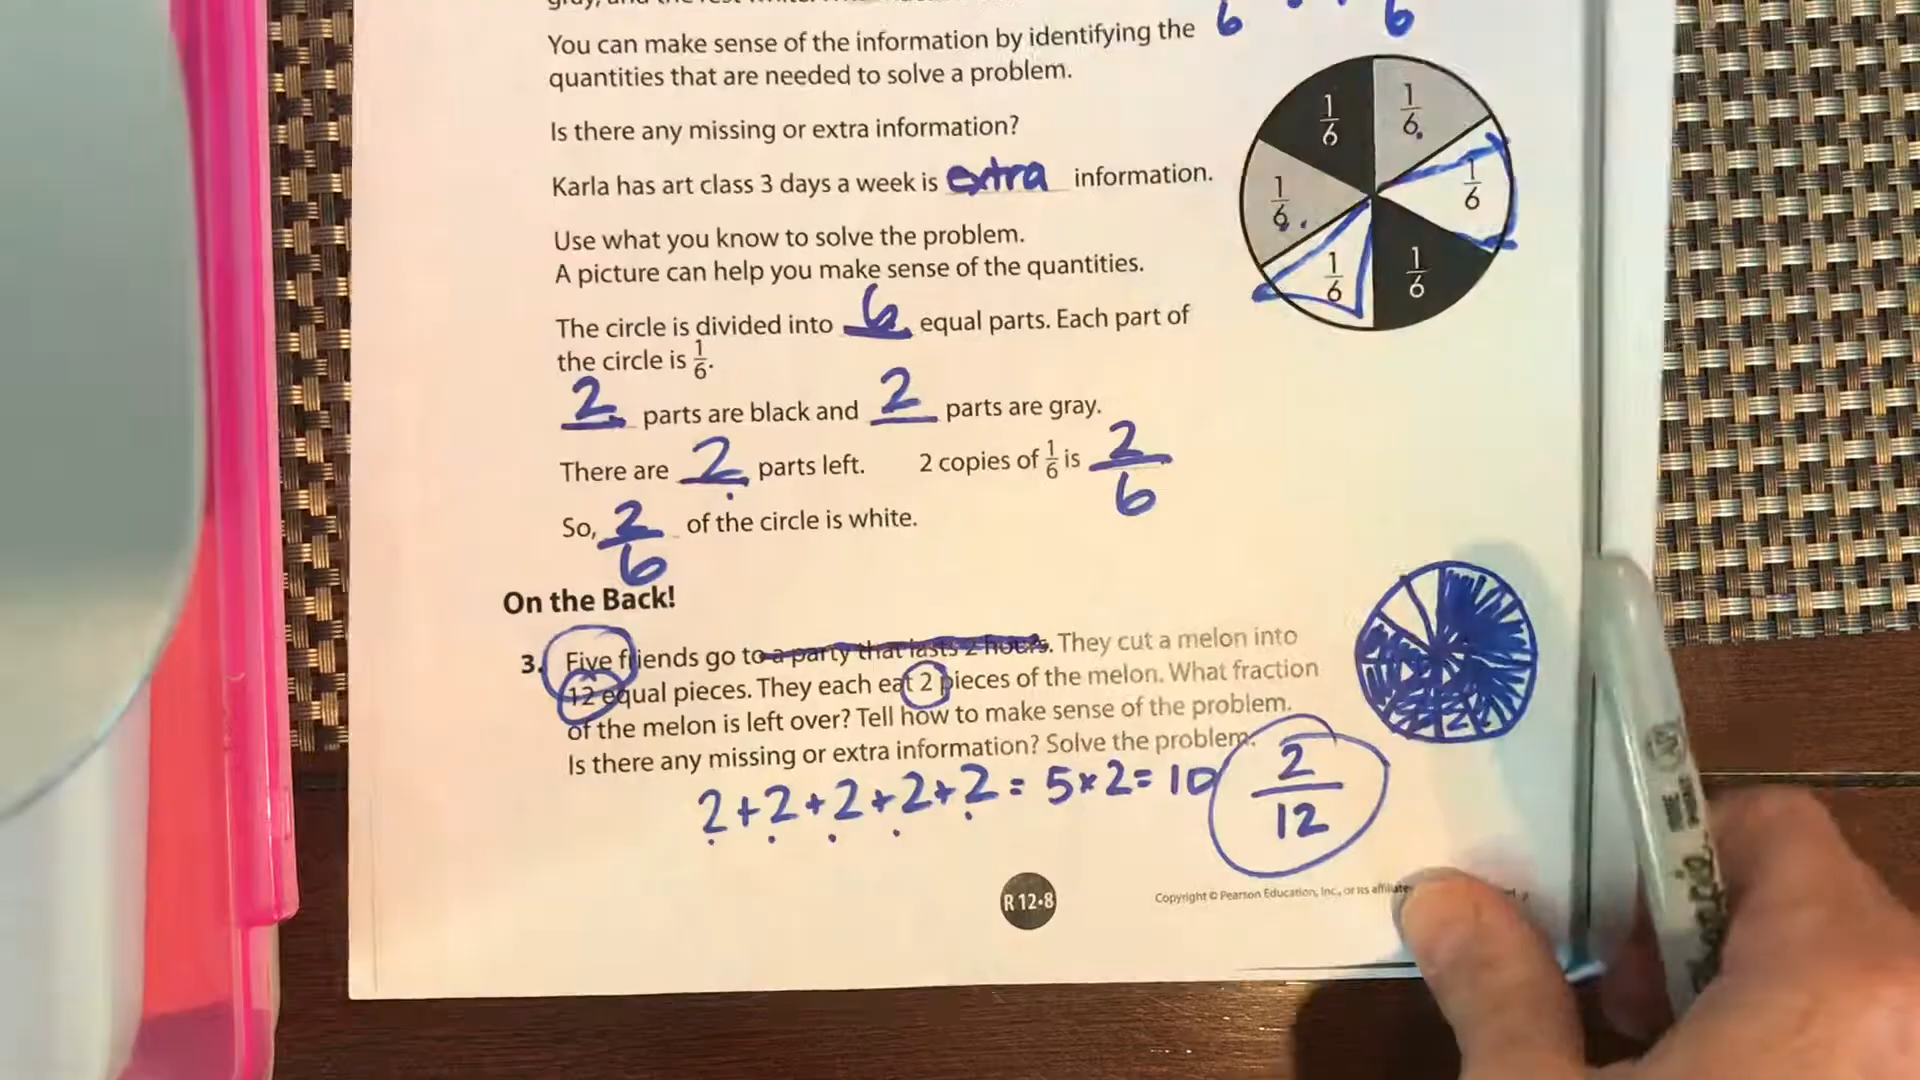 You can make sense of the information by identifying the
quantities that are needed to solve a problem.
6 6
Is there any missing or extra information?
Karla has art class 3 days a week is extra information.
Use what you know to solve the problem.
A picture can help you make sense of the quantities.
1/6 1/6
1/6 1/6
1/6 1/6
The circle is divided into 6 equal parts. Each part of
the circle is 1/6.
2 parts are black and 2 parts are gray.
There are 2 parts left. 2 copies of 1/6 is 2/6
So, 2/6 of the circle is white.
On the Back!
3. Five friends go to a party that lasts 2 hours. They cut a melon into
12 equal pieces. They each eat 2 pieces of the melon. What fraction
of the melon is left over? Tell how to make sense of the problem.
Is there any missing or extra information? Solve the problem.
2+2+2+2+2 = 5×2= 10 2/12
R 12•8
Copyright © Pearson Education, Inc., or its
Sharpie